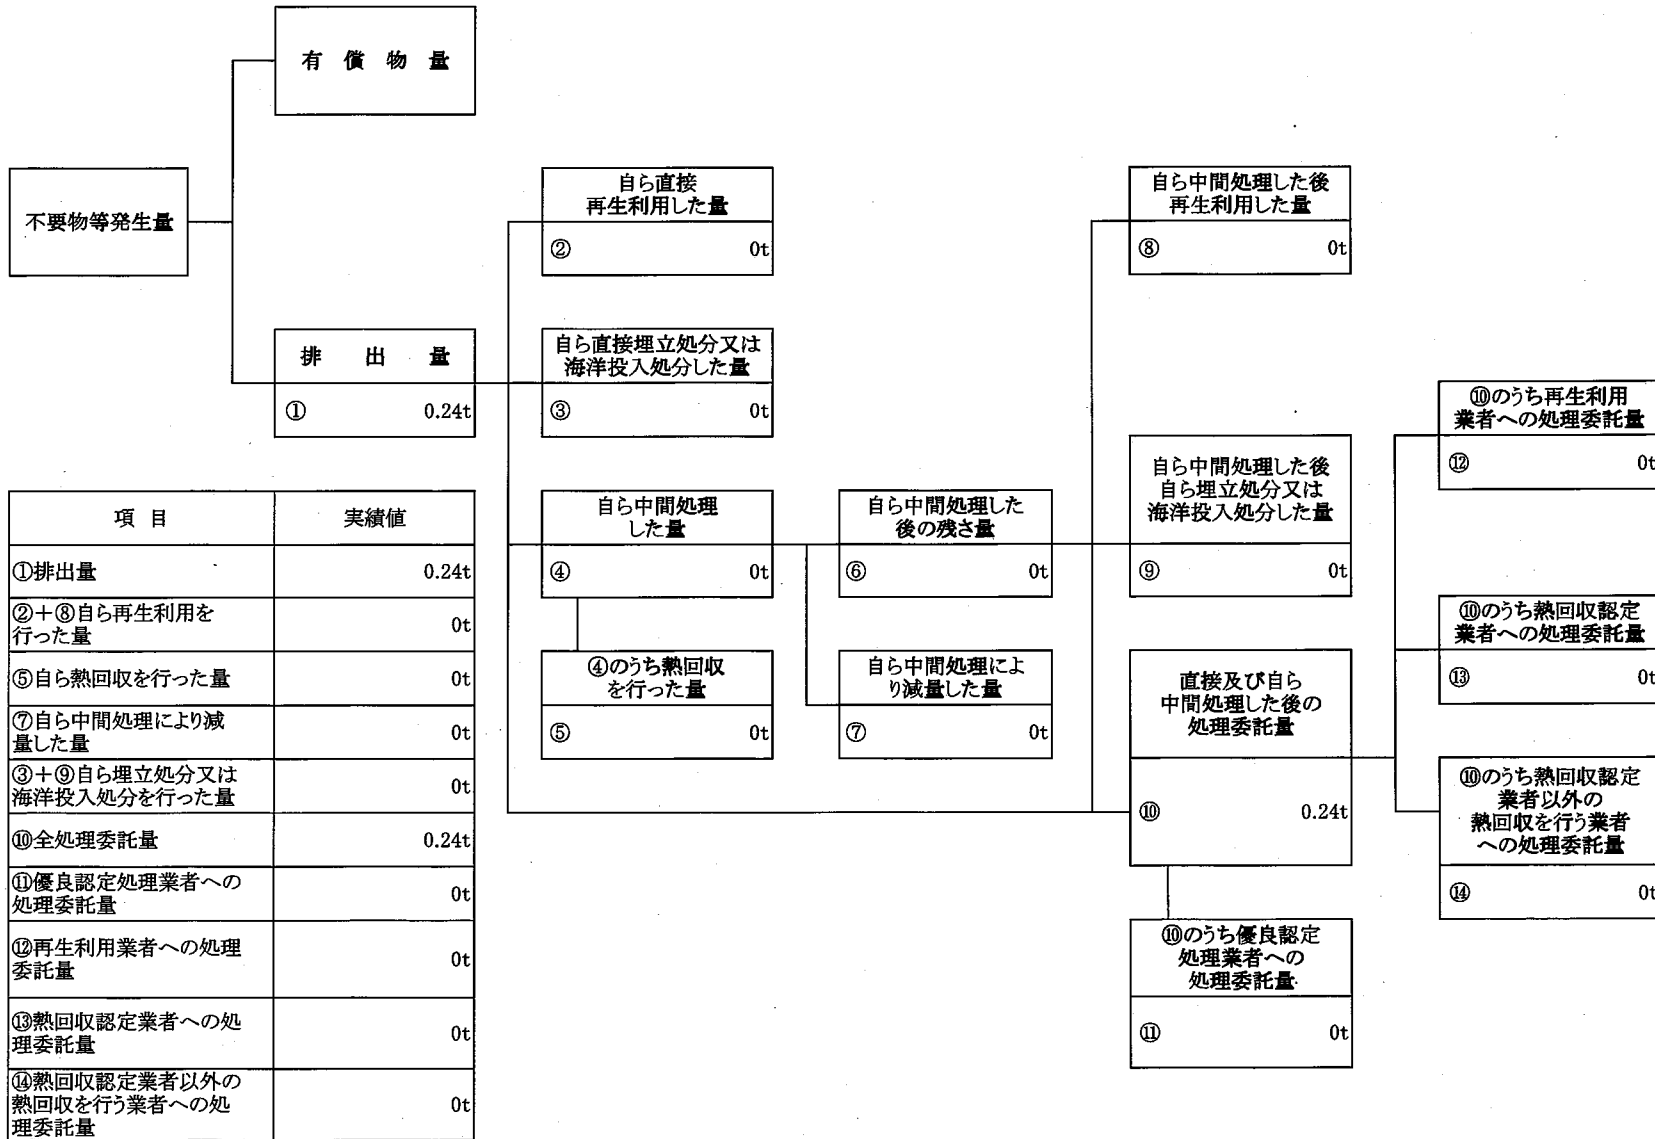 有償物量
不要物等発生量
排出量
① 0.24t
自ら直接
再生利用した量
② 0t
自ら直接埋立処分又は
海洋投入処分した量
③ 0t
自ら中間処理
した量
④ 0t
④のうち熱回収
を行った量
⑤ 0t
自ら中間処理した
後の残さ量
⑥ 0t
自ら中間処理によ
り減量した量
⑦ 0t
自ら中間処理した後
再生利用した量
⑧ 0t
自ら中間処理した後
自ら埋立処分又は
海洋投入処分した量
⑨ 0t
直接及び自ら
中間処理した後の
処理委託量
⑩ 0.24t
⑩のうち優良認定
処理業者への
処理委託量
⑪ 0t
⑩のうち再生利用
業者への処理委託量
⑫ 0t
⑩のうち熱回収認定
業者への処理委託量
⑬ 0t
⑩のうち熱回収認定
業者以外の
熱回収を行う業者
への処理委託量
⑭ 0t
項目 実績値
①排出量 0.24t
②+⑧自ら再生利用を
行った量 0t
⑤自ら熱回収を行った量 0t
⑦自ら中間処理により減
量した量 0t
③+⑨自ら埋立処分又は
海洋投入処分を行った量 0t
⑩全処理委託量 0.24t
⑪優良認定処理業者への
処理委託量 0t
⑫再生利用業者への処理
委託量 0t
⑬熱回収認定業者への処
理委託量 0t
⑭熱回収認定業者以外の
熱回収を行う業者への処
理委託量 0t